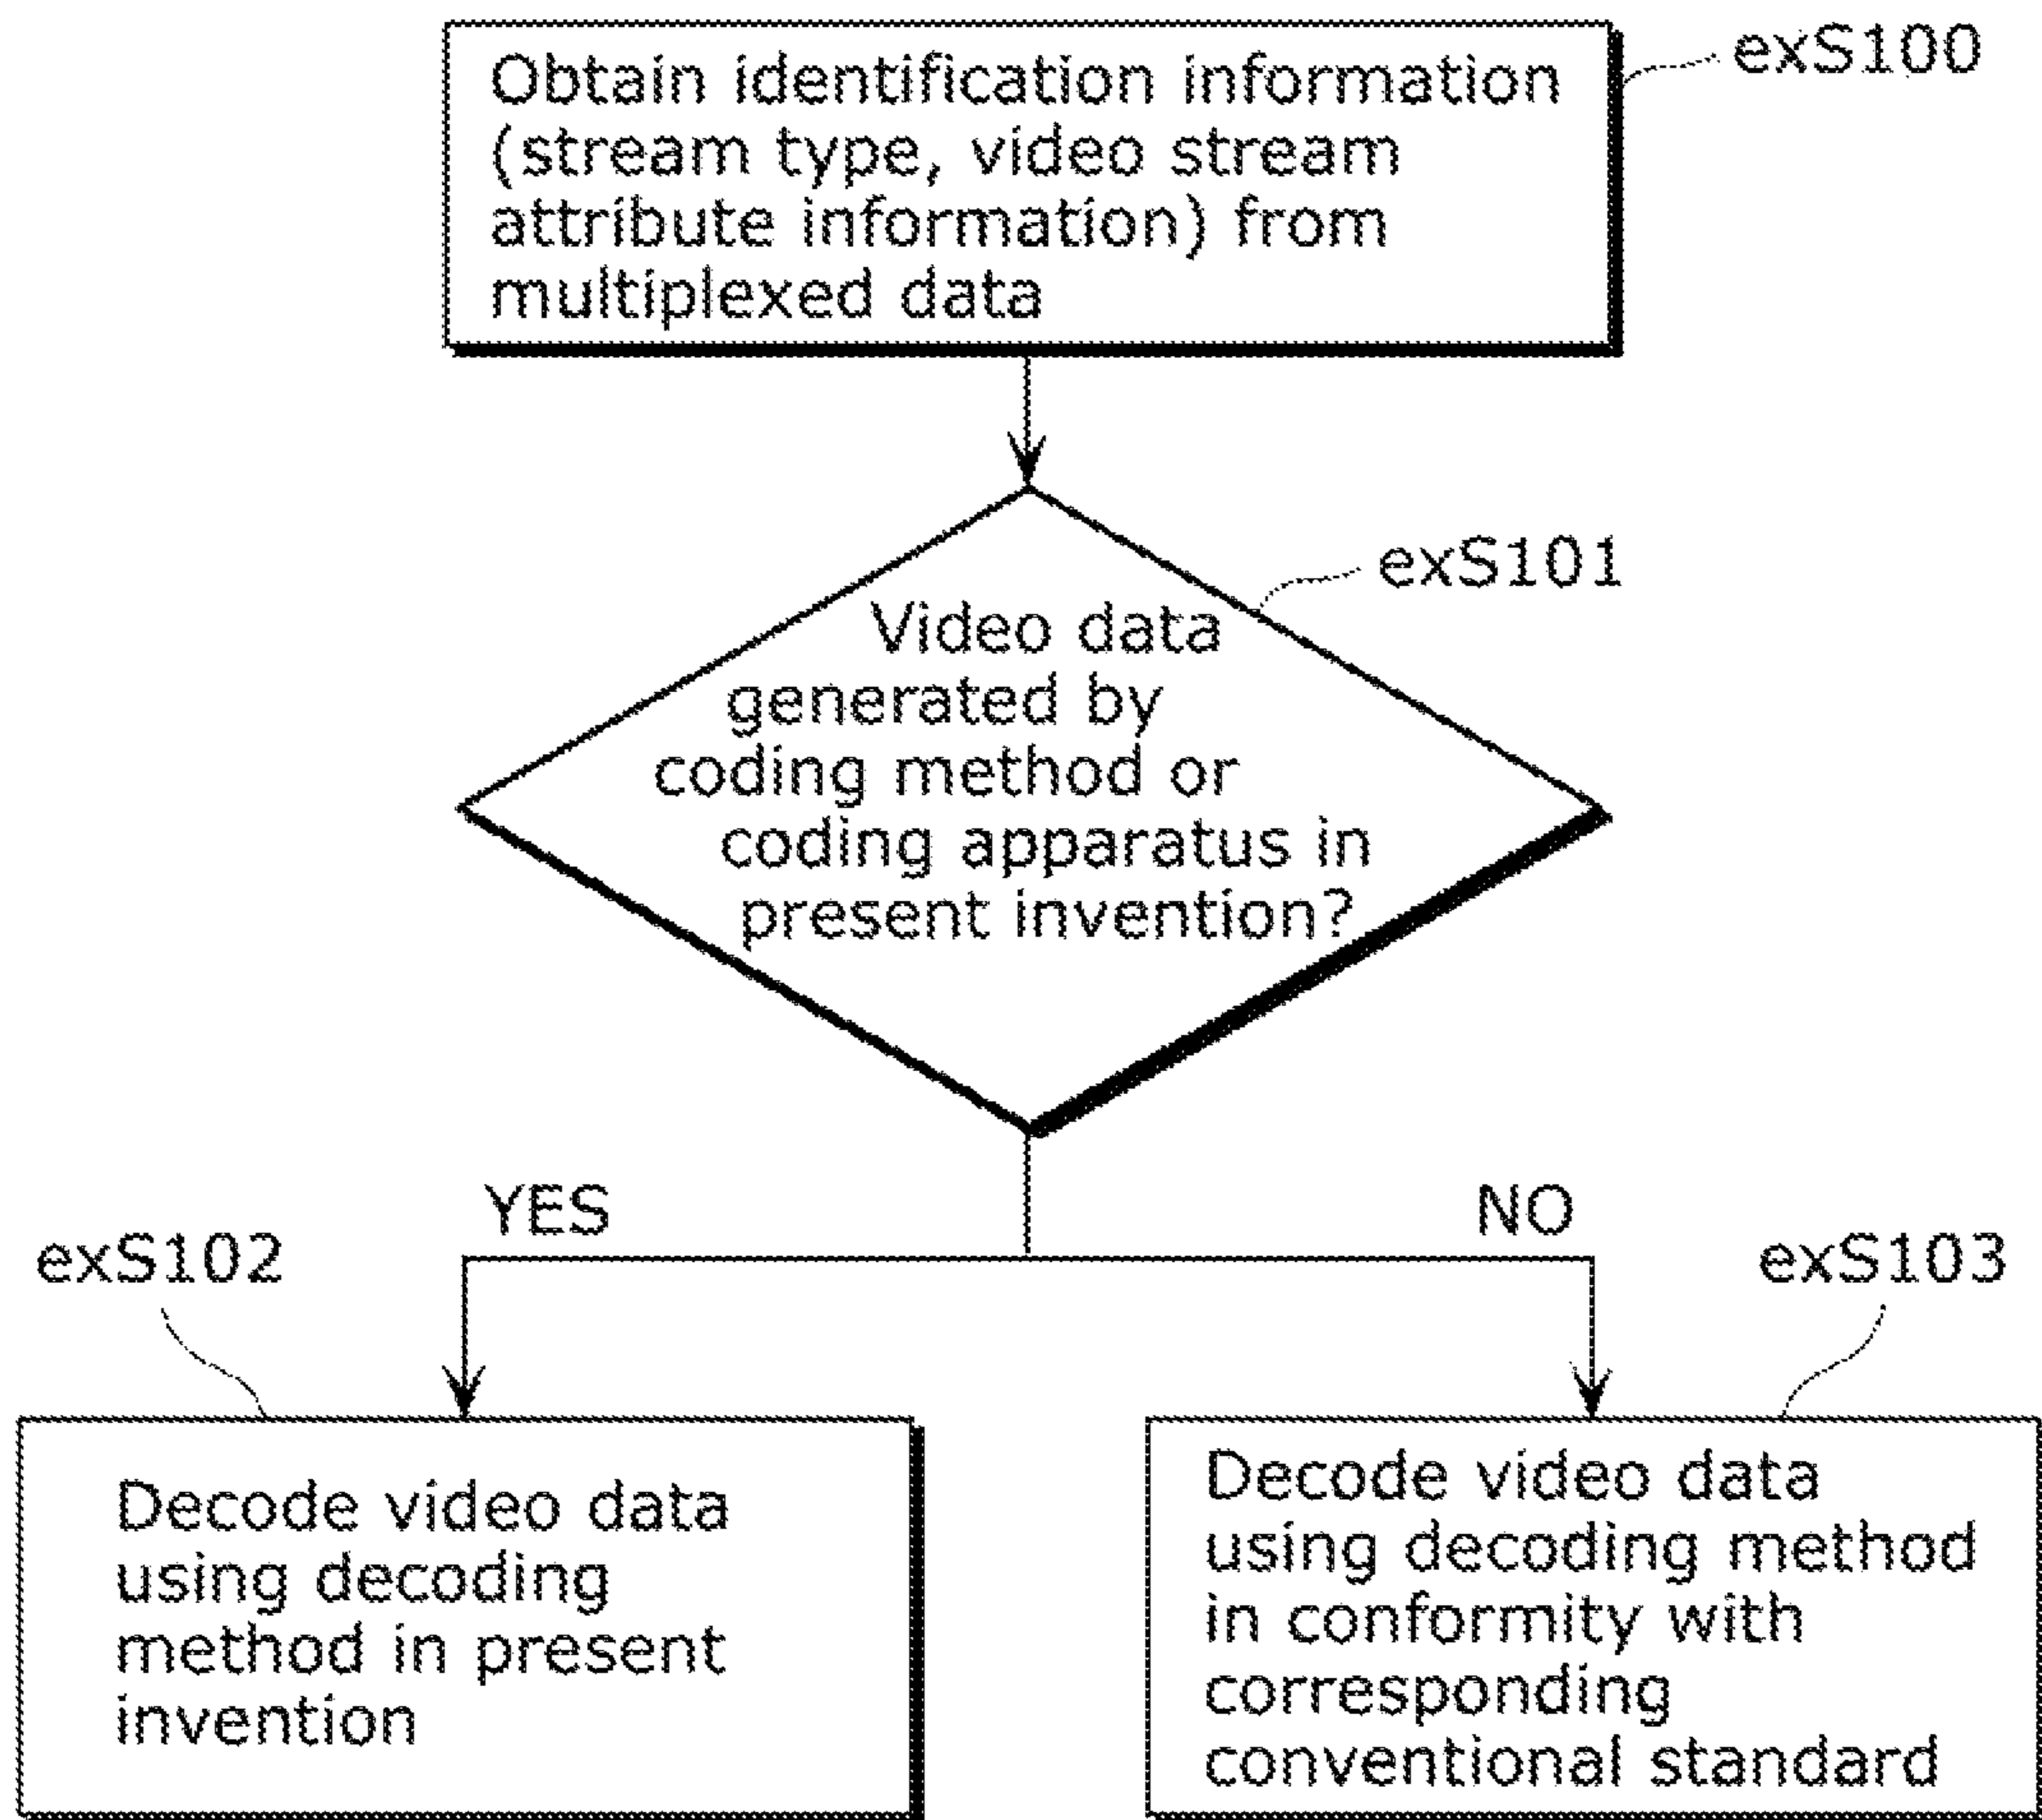 Obtain identification information
(stream type, video stream
attribute information) from
multiplexed data
exS100
exS101
Video data
generated by
coding method or
coding apparatus in
present invention?
YES
NO
exS102
exS103
Decode video data
using decoding
method in present
invention
Decode video data
using decoding method
in conformity with
corresponding
conventional standard